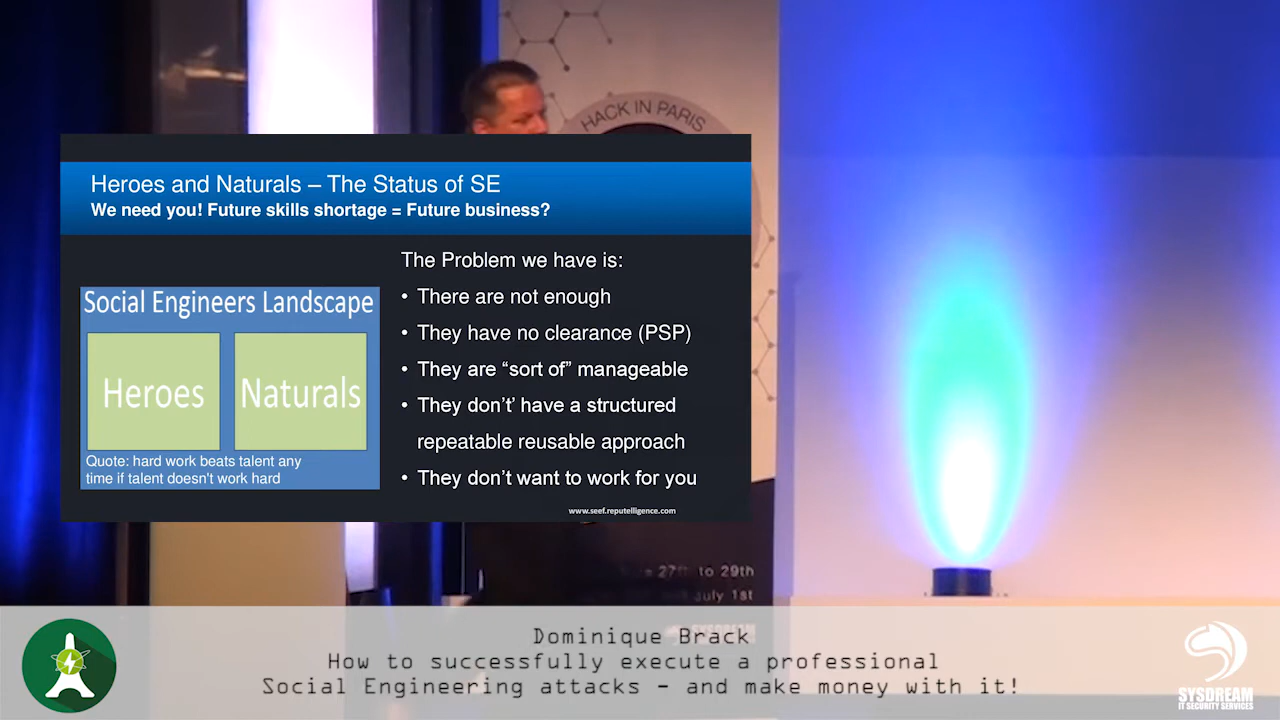 HACK IN PARIS
Heroes and Naturals – The Status of SE
We need you! Future skills shortage = Future business?
Social Engineers Landscape
Heroes
Naturals
Quote: hard work beats talent any
time if talent doesn't work hard
The Problem we have is:
• There are not enough
• They have no clearance (PSP)
• They are “sort of” manageable
• They don’t’ have a structured
repeatable reusable approach
• They don’t want to work for you
www.seef.reputelligence.com
to 29th
July 1st
SYSDREAM
Dominique Brack
How to successfully execute a professional
Social Engineering attacks - and make money with it!
SYSDREAM
IT SECURITY SERVICES